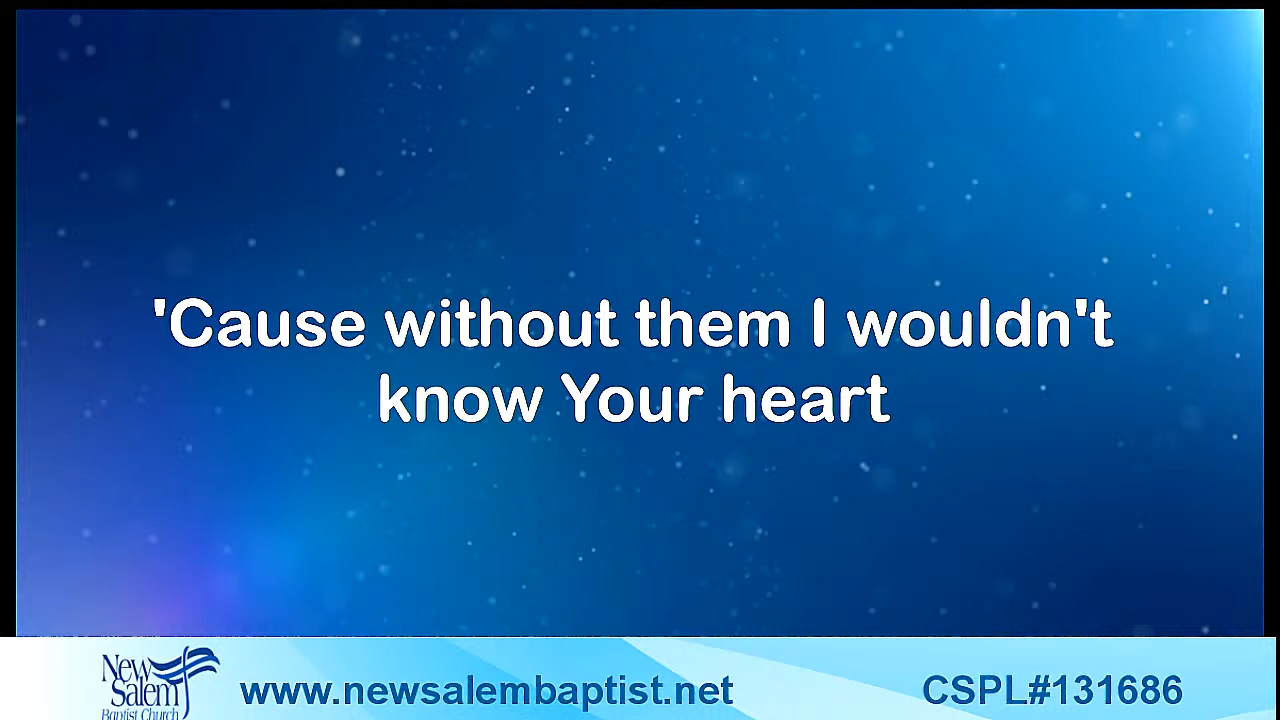 'Cause without them I wouldn't
know Your heart
New
Salem
Baptist Church
www.newsalembaptist.net
CSPL#131686